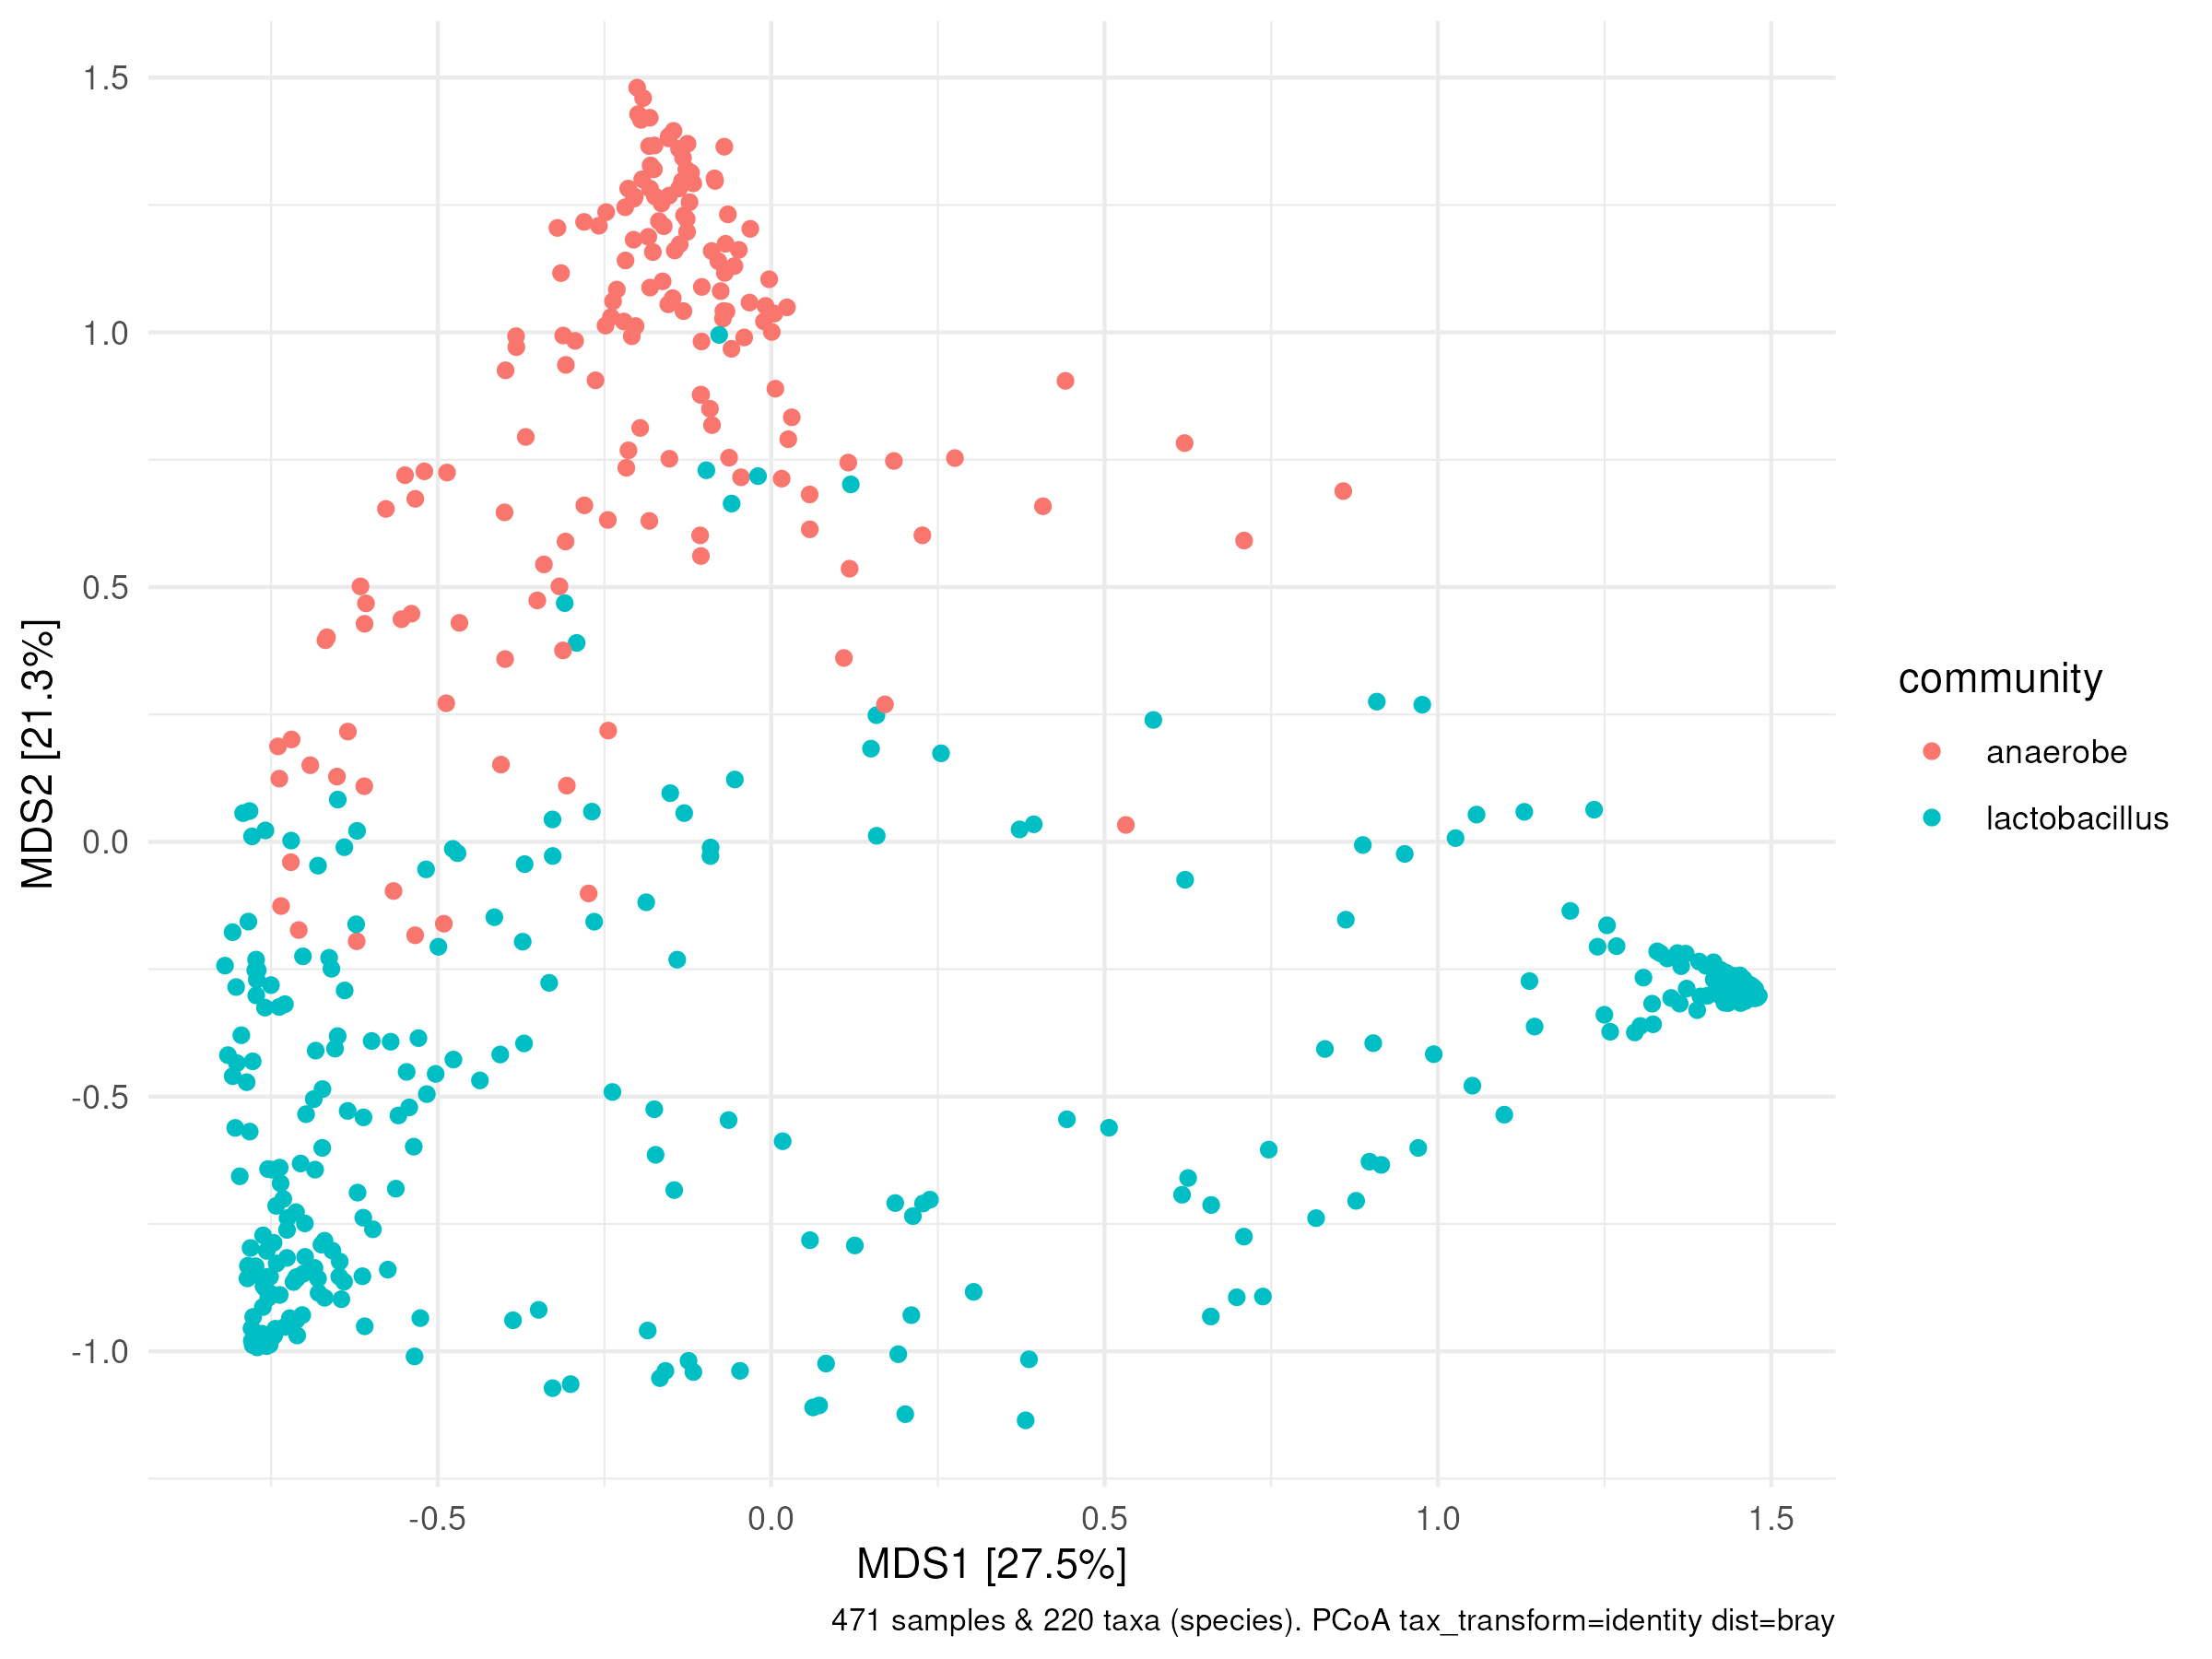 1.5
1.0
0.5
0.0
-0.5
-1.0
MDS2 [21.3%]
-0.5 0.0 0.5 1.0 1.5
MDS1 [27.5%]
community
anaerobe
lactobacillus
471 samples & 220 taxa (species). PCoA tax_transform=identity dist=bray